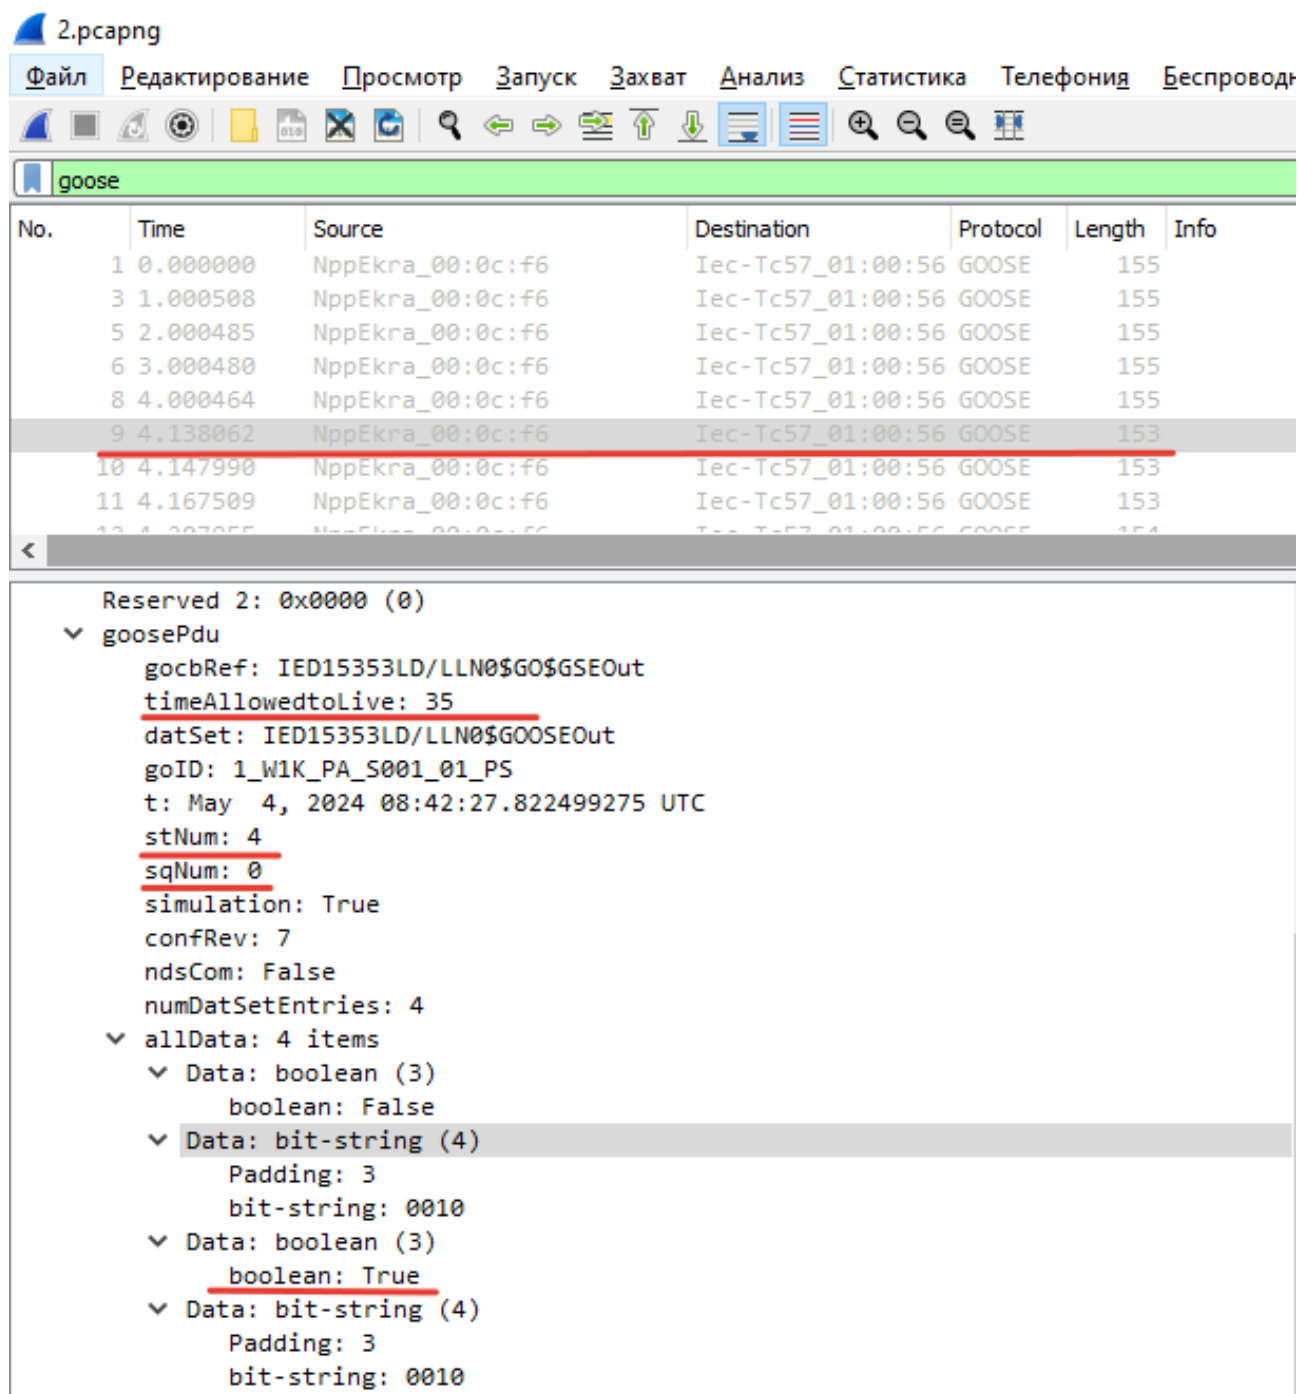 2.pcapng
Файл Редактирование Просмотр Запуск Захват Анализ Статистика Телефония Беспроводн
goose
No. Time Source Destination Protocol Length Info
1 0.000000 NppEkra_00:0c:f6 Iec-Tc57_01:00:56 GOOSE 155
3 1.000508 NppEkra_00:0c:f6 Iec-Tc57_01:00:56 GOOSE 155
5 2.000485 NppEkra_00:0c:f6 Iec-Tc57_01:00:56 GOOSE 155
6 3.000480 NppEkra_00:0c:f6 Iec-Tc57_01:00:56 GOOSE 155
8 4.000464 NppEkra_00:0c:f6 Iec-Tc57_01:00:56 GOOSE 155
9 4.138062 NppEkra_00:0c:f6 Iec-Tc57_01:00:56 GOOSE 153
10 4.147990 NppEkra_00:0c:f6 Iec-Tc57_01:00:56 GOOSE 153
11 4.167509 NppEkra_00:0c:f6 Iec-Tc57_01:00:56 GOOSE 153
Reserved 2: 0x0000 (0)
goosePdu
gocbRef: IED15353LD/LLN0$GO$GSEOut
timeAllowedtoLive: 35
datSet: IED15353LD/LLN0$GOOSEOut
goID: 1_W1K_PA_S001_01_PS
t: May  4, 2024 08:42:27.822499275 UTC
stNum: 4
sqNum: 0
simulation: True
confRev: 7
ndsCom: False
numDatSetEntries: 4
allData: 4 items
Data: boolean (3)
boolean: False
Data: bit-string (4)
Padding: 3
bit-string: 0010
Data: boolean (3)
boolean: True
Data: bit-string (4)
Padding: 3
bit-string: 0010